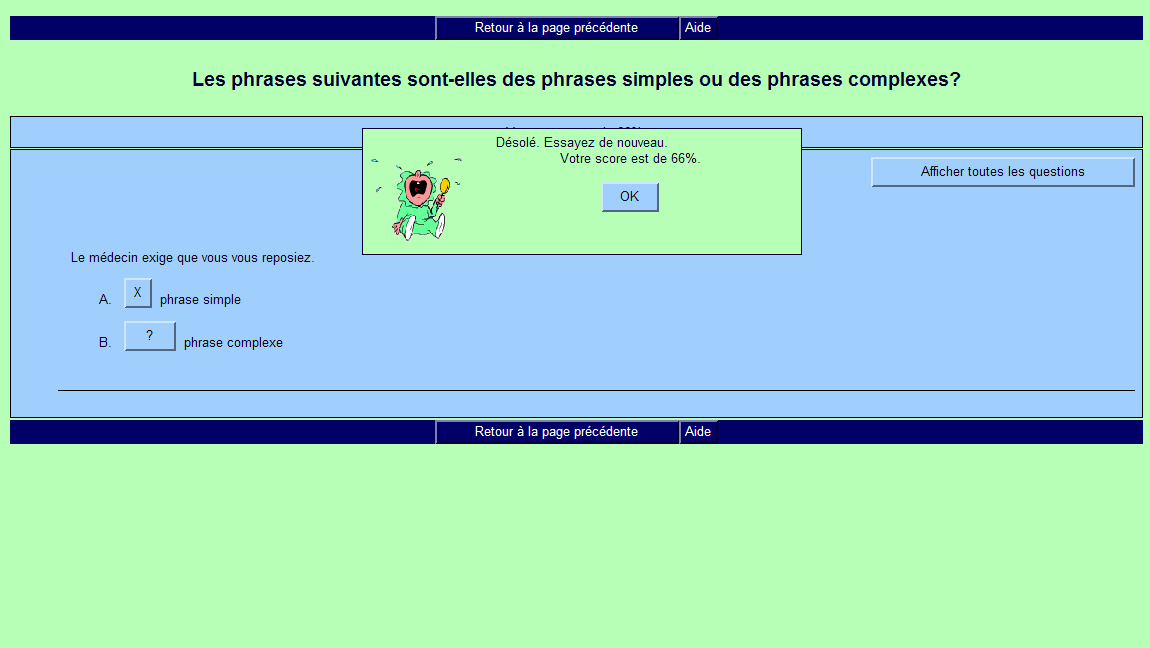 Retour à la page précédente Aide
Les phrases suivantes sont-elles des phrases simples ou des phrases complexes?
Désolé. Essayez de nouveau.
Votre score est de 66%.
OK
Afficher toutes les questions
Le médecin exige que vous vous reposiez.
A. X phrase simple
B. ? phrase complexe
Retour à la page précédente Aide